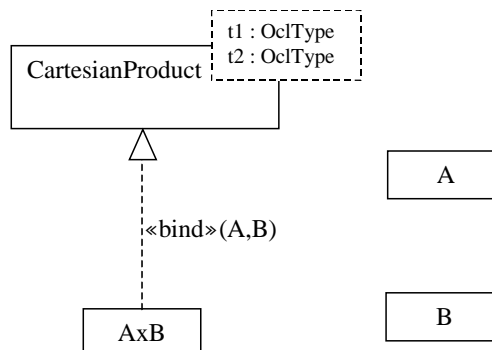 t1 : OclType
t2 : OclType
CartesianProduct
A
«bind»(A,B)
B
AxB